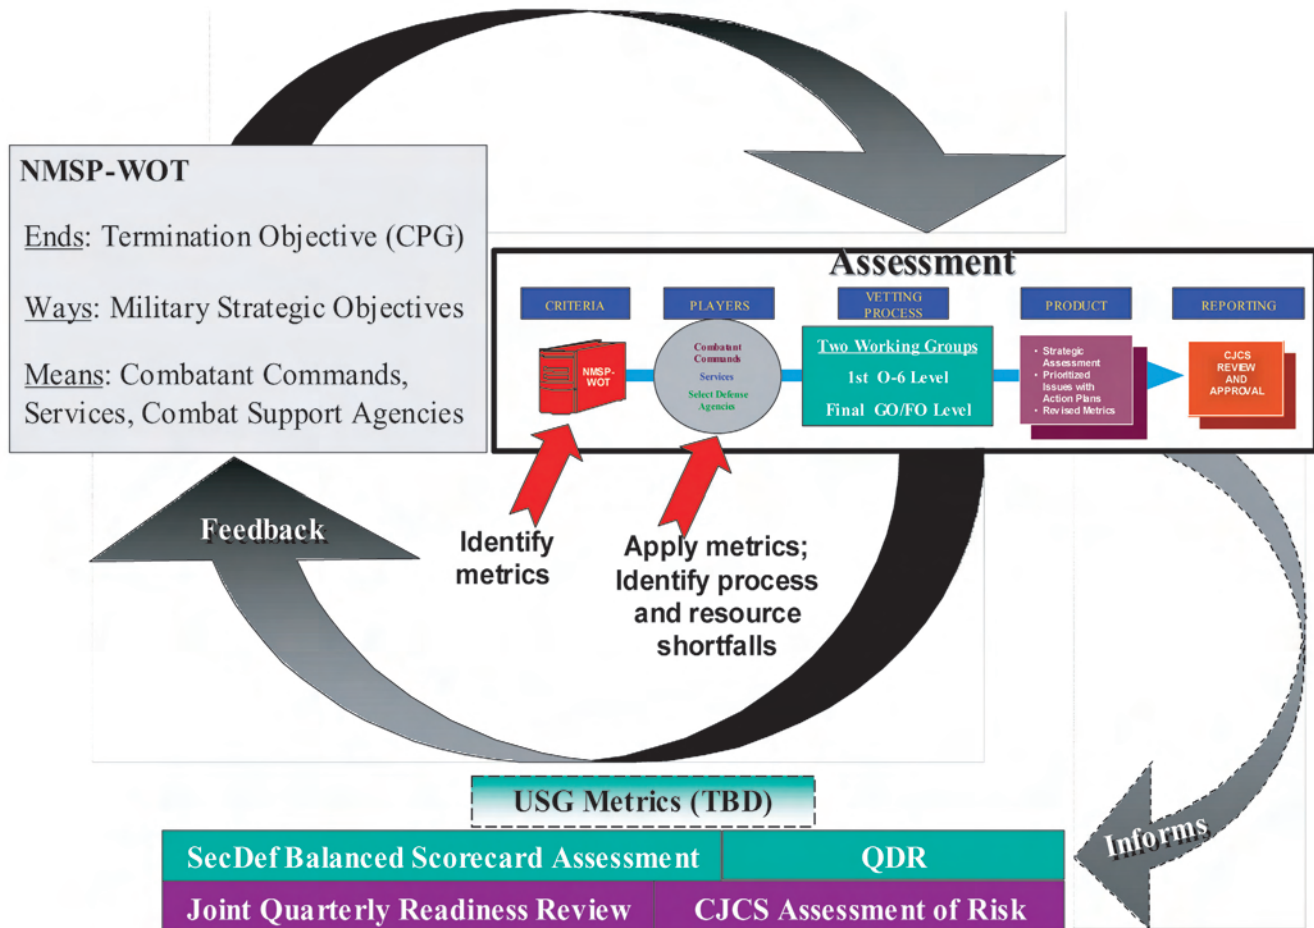 NMSP-WOT
Ends: Termination Objective (CPG)
Ways: Military Strategic Objectives
Means: Combatant Commands,
Services, Combat Support Agencies
Assessment
CRITERIA
PLAYERS
VETTING
PROCESS
PRODUCT
REPORTING
NMSP-
WOT
Combatant
Commands
Services
Select Defense
Agencies
Two Working Groups
1st O-6 Level
Final GO/FO Level
• Strategic
Assessment
• Prioritized
Issues with
Action Plans
• Revised Metrics
CJCS
REVIEW
AND
APPROVAL
Feedback
Identify
metrics
Apply metrics;
Identify process
and resource
shortfalls
USG Metrics (TBD)
SecDef Balanced Scorecard Assessment
QDR
Joint Quarterly Readiness Review
CJCS Assessment of Risk
Informs